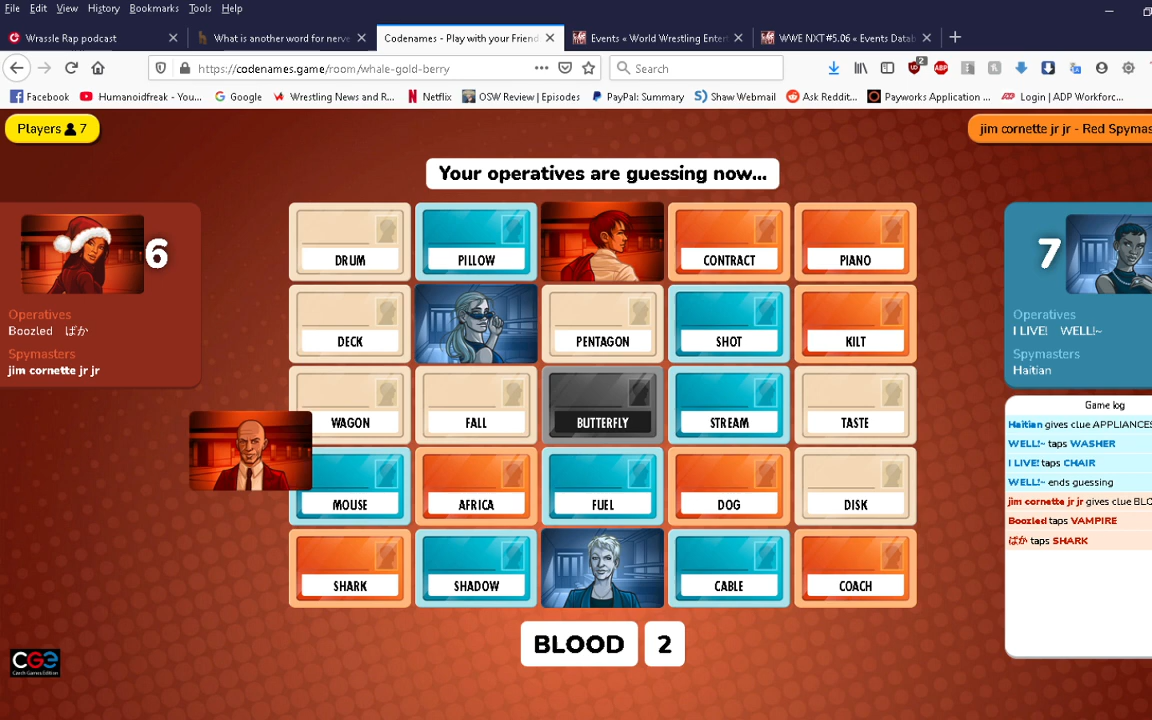 File Edit View History Bookmarks Tools Help
Wrassle Rap podcast
What is another word for nerve
Codenames - Play with your Friend
Events « World Wrestling Enter
WWE NXT #5.06 « Events Datab
https://codenames.game/room/whale-gold-berry
Search
2
ABP
Facebook
Humanoidfreak - You...
Google
Wrestling News and R...
Netflix
OSW Review | Episodes
PayPal: Summary
Shaw Webmail
Ask Reddit...
Payworks Application ...
Login | ADP Workforc...
Players 7
jim cornette jr jr - Red Spymas
Your operatives are guessing now...
6
Operatives
Boozled ばか
Spymasters
jim cornette jr jr
DRUM
PILLOW
CONTRACT
PIANO
DECK
PENTAGON
SHOT
KILT
WAGON
FALL
BUTTERFLY
STREAM
TASTE
MOUSE
AFRICA
FUEL
DOG
DISK
SHARK
SHADOW
CABLE
COACH
BLOOD 2
7
Operatives
I LIVE! WELL!~
Spymasters
Haitian
Game log
Haitian gives clue APPLIANCES
WELL!~ taps WASHER
I LIVE! taps CHAIR
WELL!~ ends guessing
jim cornette jr jr gives clue BLO
Boozled taps VAMPIRE
ばか taps SHARK
CGE
Czech Games Edition